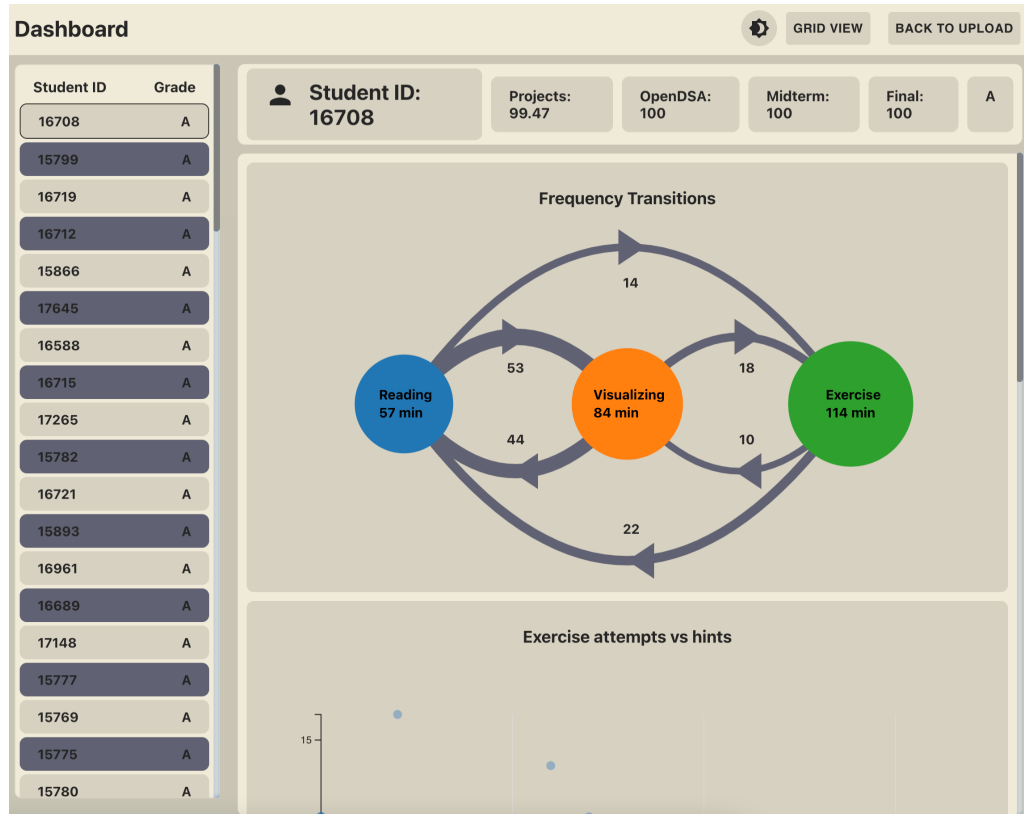 Dashboard
GRID VIEW
BACK TO UPLOAD
Student ID Grade
16708 A
15799 A
16719 A
16712 A
15866 A
17645 A
16588 A
16715 A
17265 A
15782 A
16721 A
15893 A
16961 A
16689 A
17148 A
15777 A
15769 A
15775 A
15780 A
Student ID:
16708
Projects:
99.47
OpenDSA:
100
Midterm:
100
Final:
100
A
Frequency Transitions
14
53
18
Reading
57 min
Visualizing
84 min
Exercise
114 min
44
10
22
Exercise attempts vs hints
15